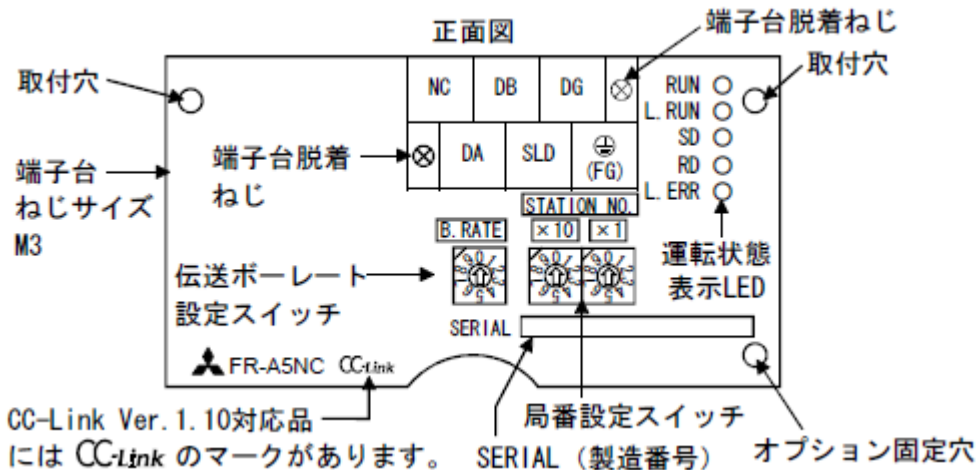 正面図
端子台脱着ねじ
取付穴
取付穴
NC DB DG
RUN
L.RUN
SD
RD
L.ERR
端子台脱着
ねじ
DA SLD
(FG)
端子台
ねじサイズ
M3
STATION NO.
B.RATE ×10 ×1
運転状態
表示LED
伝送ボーレート
設定スイッチ
SERIAL
FR-A5NC CC-Link
CC-Link Ver.1.10対応品
には CC-Link のマークがあります。
局番設定スイッチ
SERIAL (製造番号)
オプション固定穴